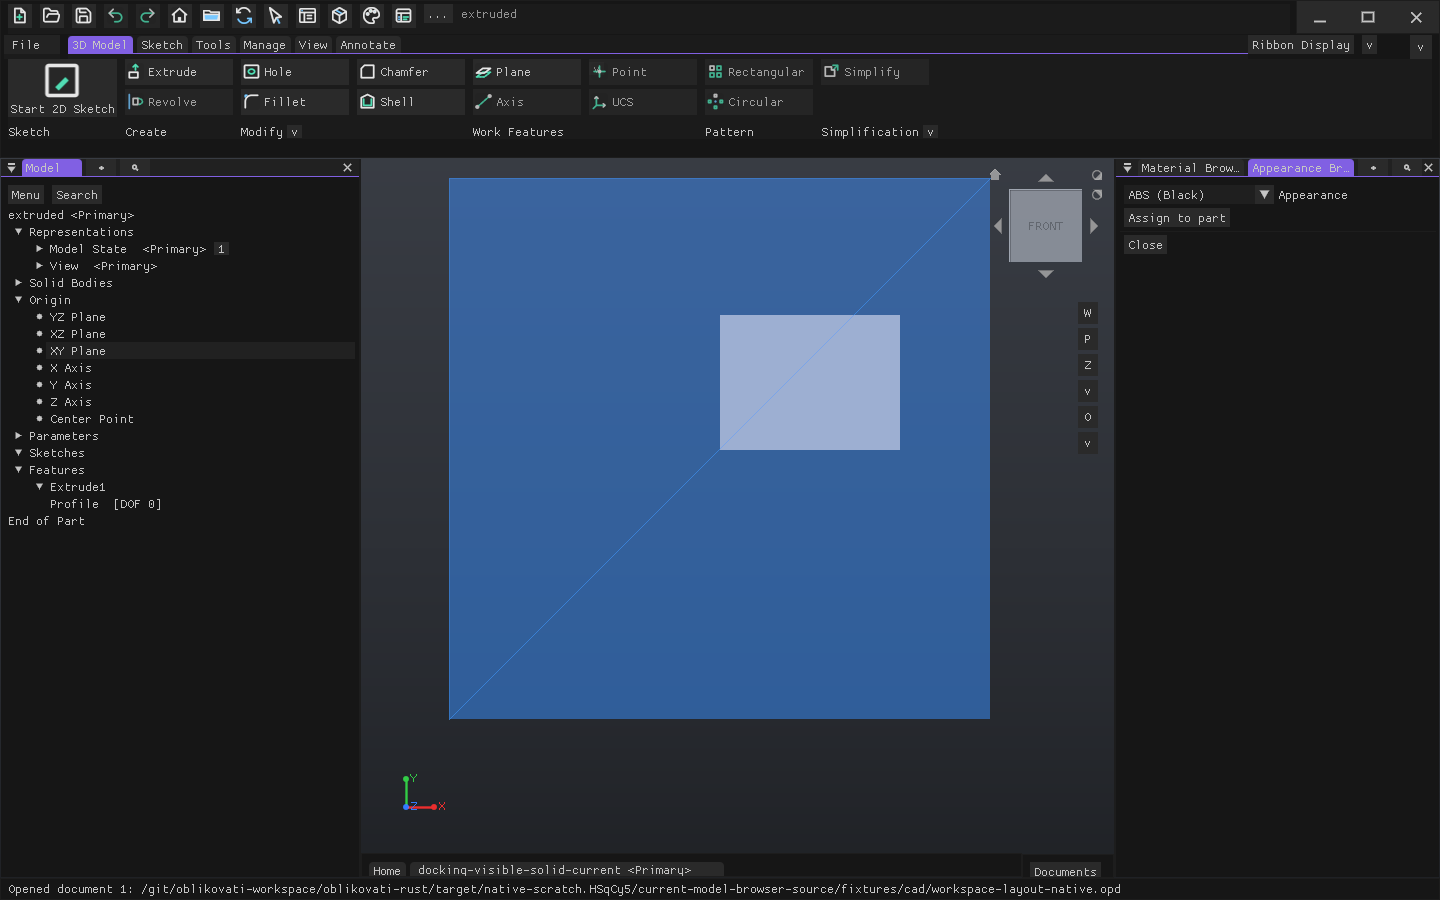 ... extruded
File 3D Model Sketch Tools Manage View Annotate Ribbon Display v v
Extrude Hole Chamfer Plane Point Rectangular Simplify
Start 2D Sketch Revolve Fillet Shell Axis UCS Circular
Sketch Create Modify v Work Features Pattern Simplification v
Model Material Brow... Appearance Br...
Menu Search ABS (Black) Appearance
extruded <Primary> Assign to part
Representations FRONT
Model State <Primary> 1 Close
View <Primary>
Solid Bodies
Origin
YZ Plane W
XZ Plane P
XY Plane
X Axis Z
Y Axis v
Z Axis
Center Point O
Parameters v
Sketches
Features
Extrude1
Profile [DOF 0]
End of Part
Y
Z X
Home docking-visible-solid-current <Primary> Documents
Opened document 1: /git/oblikovati-workspace/oblikovati-rust/target/native-scratch.HSqCy5/current-model-browser-source/fixtures/cad/workspace-layout-native.opd